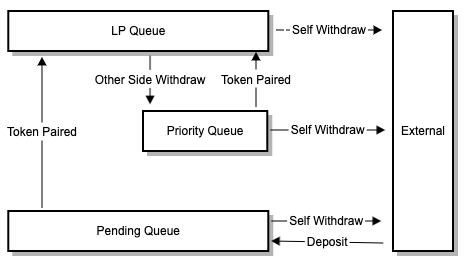 LP Queue
Self Withdraw
Other Side Withdraw
Token Paired
Token Paired
Priority Queue
Self Withdraw
External
Pending Queue
Self Withdraw
Deposit